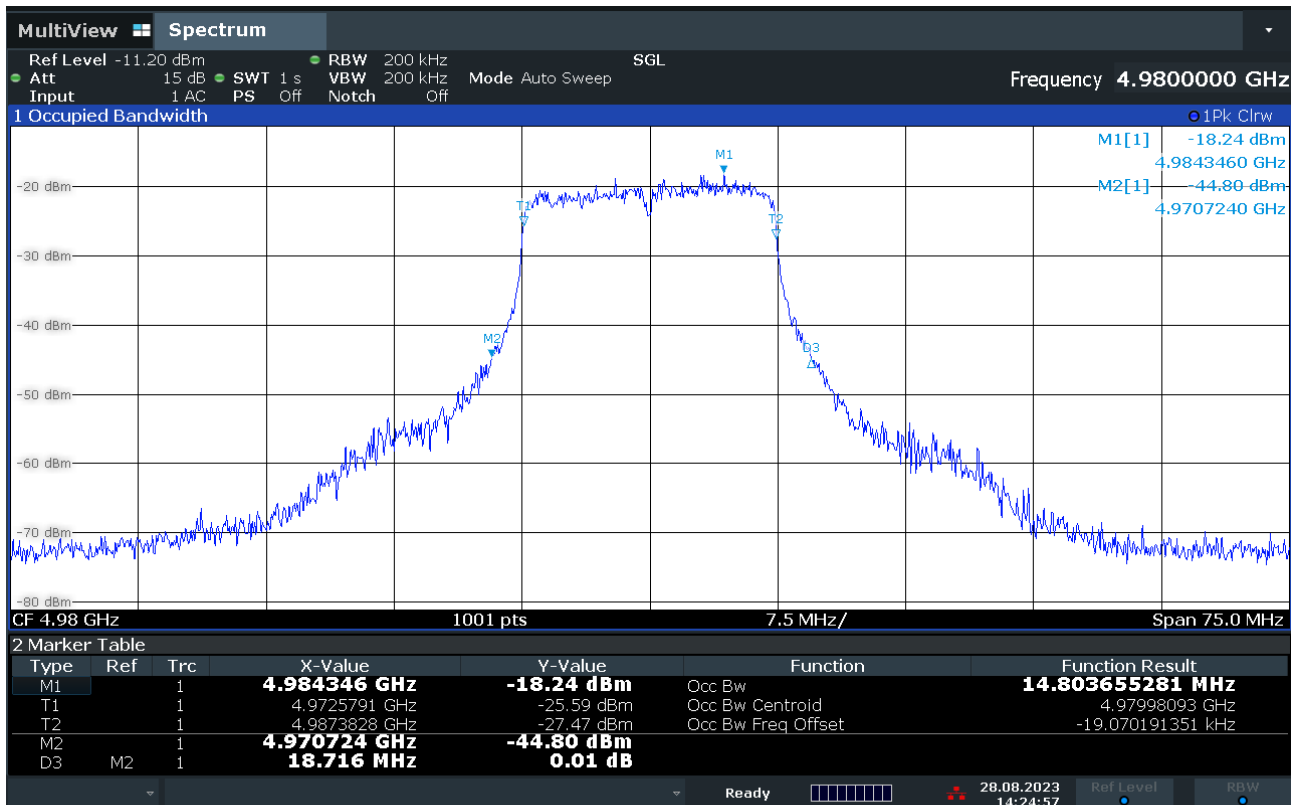 MultiView Spectrum
Ref Level -11.20 dBm RBW 200 kHz SGL
Att 15 dB SWT 1 s VBW 200 kHz Mode Auto Sweep Frequency 4.9800000 GHz
Input 1 AC PS Off Notch Off
1 Occupied Bandwidth 1Pk Clrw
M1[1] -18.24 dBm
4.9843460 GHz
M2[1] -44.80 dBm
4.9707240 GHz
M1
-20 dBm
T1
T2
-30 dBm
-40 dBm
M2
D3
-50 dBm
-60 dBm
-70 dBm
-80 dBm
CF 4.98 GHz 1001 pts 7.5 MHz/ Span 75.0 MHz
2 Marker Table
Type Ref Trc X-Value Y-Value Function Function Result
M1 1 4.984346 GHz -18.24 dBm Occ Bw 14.803655281 MHz
T1 1 4.9725791 GHz -25.59 dBm Occ Bw Centroid 4.97998093 GHz
T2 1 4.9873828 GHz -27.47 dBm Occ Bw Freq Offset -19.070191351 kHz
M2 1 4.970724 GHz -44.80 dBm
D3 M2 1 18.716 MHz 0.01 dB
Ready 28.08.2023 Ref Level RBW
14:24:57